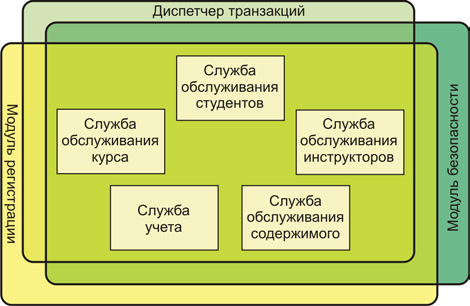 Диспетчер транзакций
Модуль регистрации
Служба
обслуживания
студентов
Служба
обслуживания
курса
Служба
обслуживания
инструкторов
Служба
учета
Служба
обслуживания
содержимого
Модуль безопасности